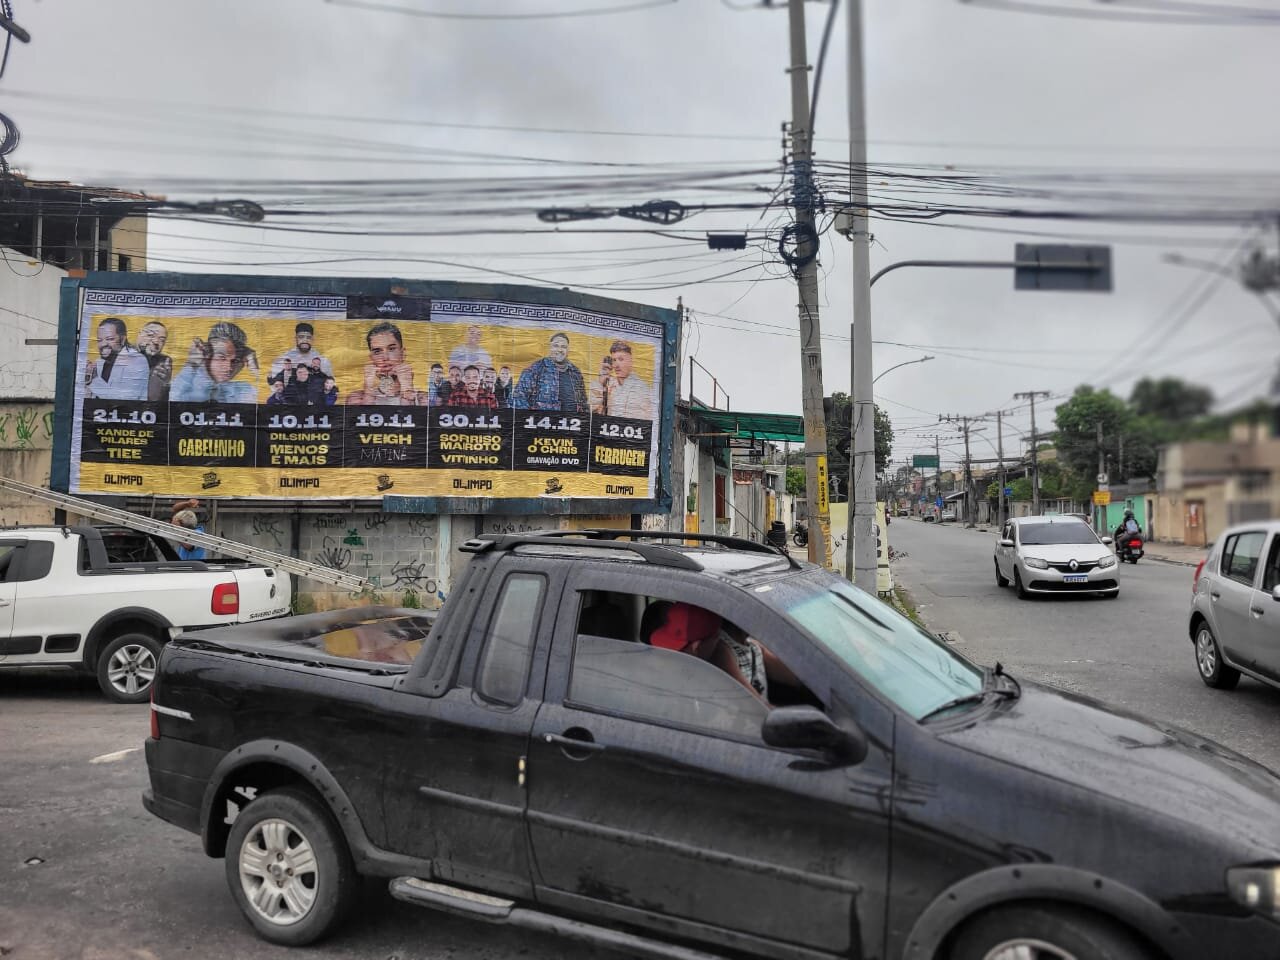 21.10
XANDE DE
PILARES
TIEE
01.11
CABELINHO
10.11
DILSINHO
MENOS
É MAIS
19.11
VEIGH
MATINÊ
30.11
SORRISO
MAROTO
VITINHO
14.12
KEVIN
O CHRIS
GRAVAÇÃO DVD
12.01
FERRUGEM
OLIMPO
OLIMPO
OLIMPO
OLIMPO
SAVEIRO